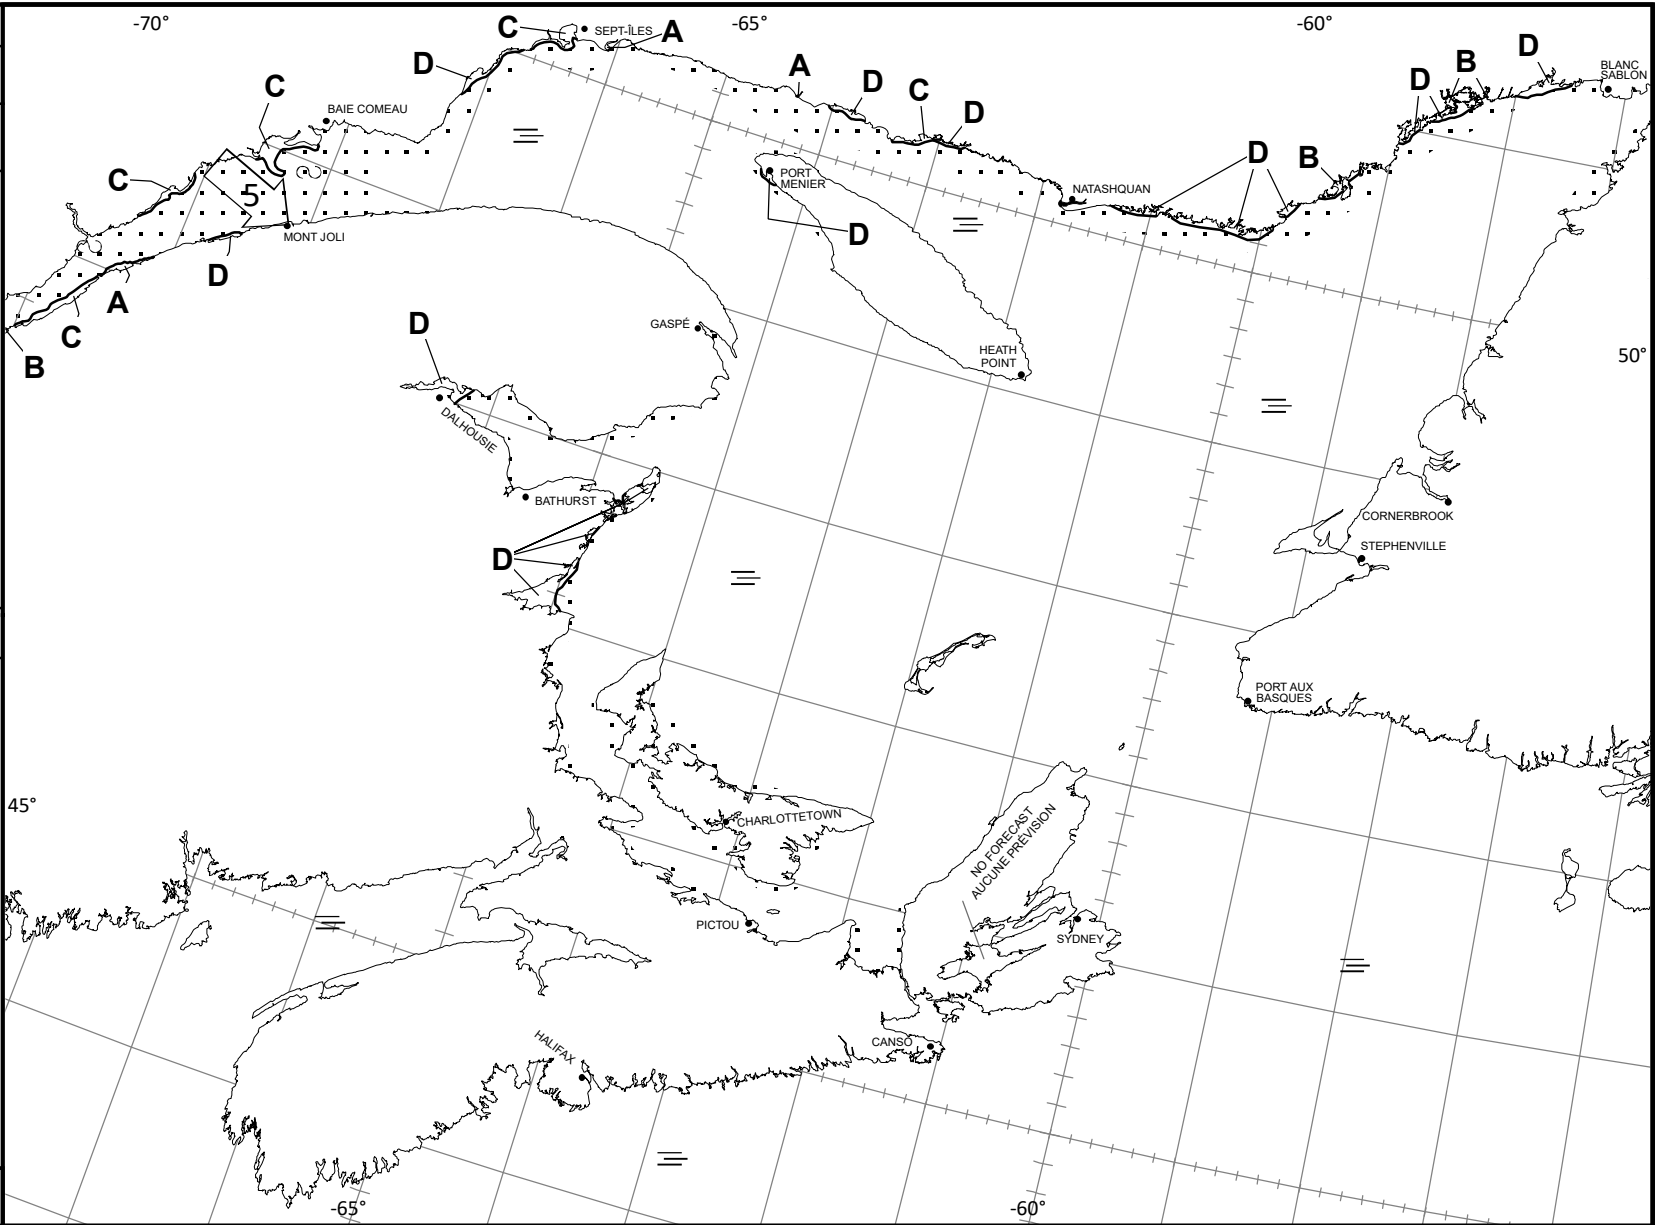 -70°
-65°
-60°
C
SEPT-ÎLES
A
D
C
BAIE COMEAU
A
D
C
D
D
B
D
BLANC
SABLON
D
C
5
MONT JOLI
D
A
C
B
PORT
MENIER
D
NATASHQUAN
D
B
D
GASPÉ
HEATH
POINT
50°
DALHOUSIE
BATHURST
D
CORNERBROOK
STEPHENVILLE
PORT AUX
BASQUES
45°
CHARLOTTETOWN
NO FORECAST
AUCUNE PRÉVISION
PICTOU
SYDNEY
CANSO
HALIFAX
-65°
-60°